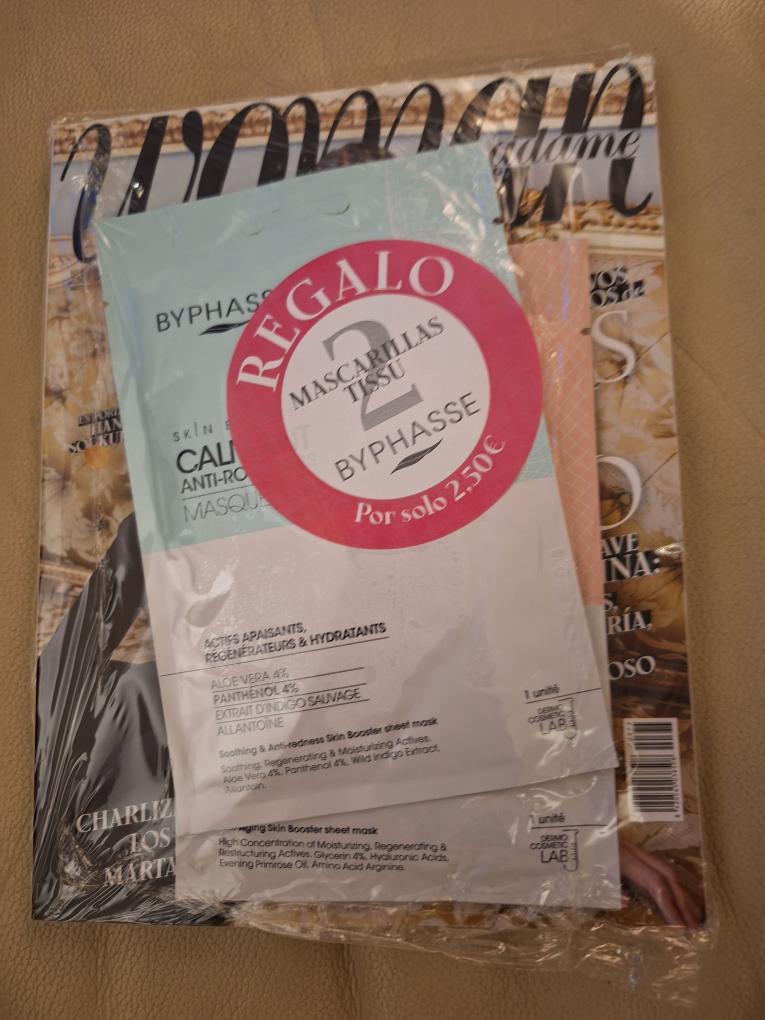 woman
madame
REGALO
2
MASCARILLAS
TISSU
BYPHASSE
Por solo 2,50€
BYPHASS
SKIN
ANTI-RO
MASQUE
ACTIFS APAISANTS,
RÉGÉNÉRATEURS & HYDRATANTS
ALOE VERA 4%
PANTHÉNOL 4%
EXTRAIT D'INDIGO SAUVAGE
ALLANTOÏNE
Soothing & Anti-redness Skin Booster sheet mask
Soothing, Regenerating & Moisturizing Actives.
Aloe Vera 4%, Panthenol 4%, Wild Indigo Extract,
Allantoin.
1 unité
DERMO
COSMETIC
LAB
Aging Skin Booster sheet mask
High Concentration of Moisturizing, Regenerating &
Restructuring Actives. Glycerin 4%, Hyaluronic Acids,
Evening Primrose Oil, Amino Acid Arginine.
1 unité
DERMO
COSMETIC
LAB
CHARLIZ
LOS
MARTA